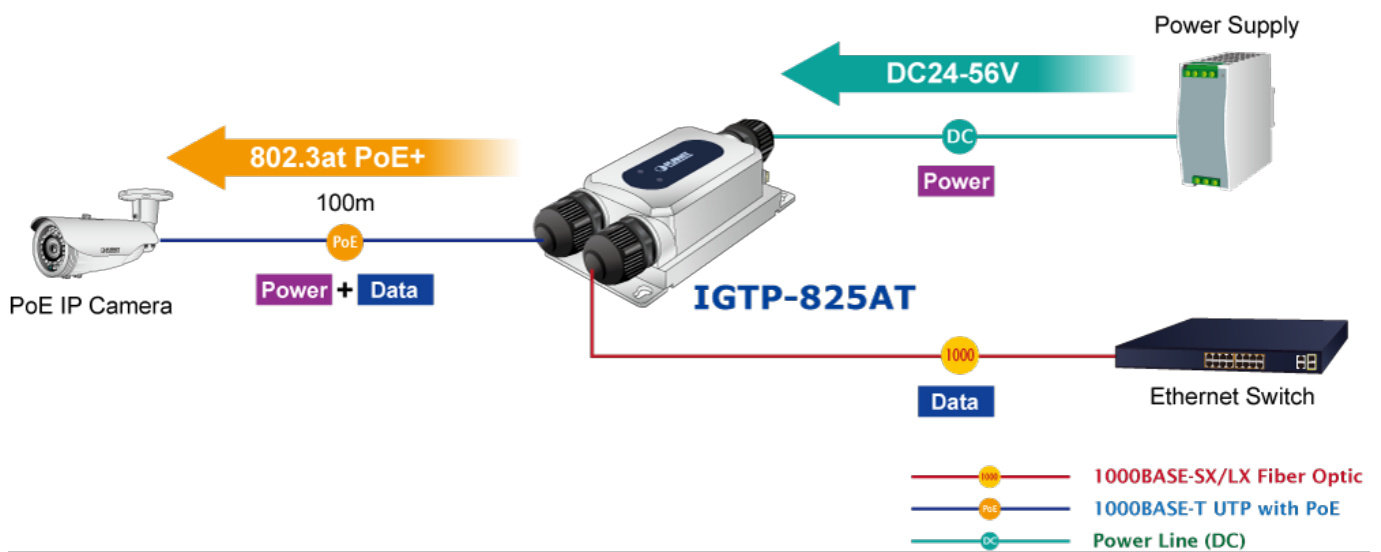 Power Supply
DC24-56V
DC
Power
802.3at PoE+
100m
PoE
Power + Data
PoE IP Camera
PLANET
IGTP-825AT
1000
Data
Ethernet Switch
1000 1000BASE-SX/LX Fiber Optic
PoE 1000BASE-T UTP with PoE
DC Power Line (DC)